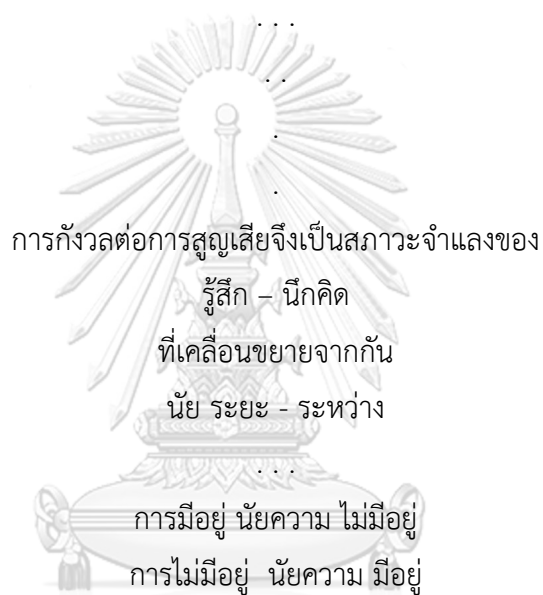 . . .
. .
.
.
การกังวลต่อการสูญเสียจึงเป็นสภาวะจำแลงของ
รู้สึก – นึกคิด
ที่เคลื่อนขยายจากกัน
นัย ระยะ - ระหว่าง
. . .
การมีอยู่ นัยความ ไม่มีอยู่
การไม่มีอยู่ นัยความ มีอยู่